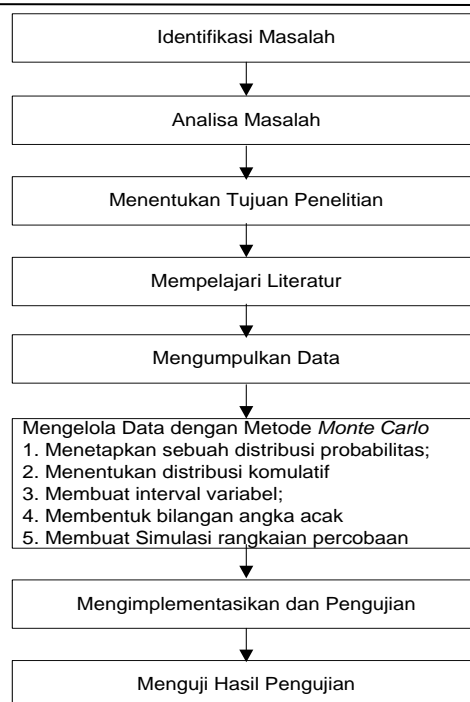 Identifikasi Masalah
Analisa Masalah
Menentukan Tujuan Penelitian
Mempelajari Literatur
Mengumpulkan Data
Mengelola Data dengan Metode Monte Carlo
1. Menetapkan sebuah distribusi probabilitas;
2. Menentukan distribusi komulatif
3. Membuat interval variabel;
4. Membentuk bilangan angka acak
5. Membuat Simulasi rangkaian percobaan
Mengimplementasikan dan Pengujian
Menguji Hasil Pengujian